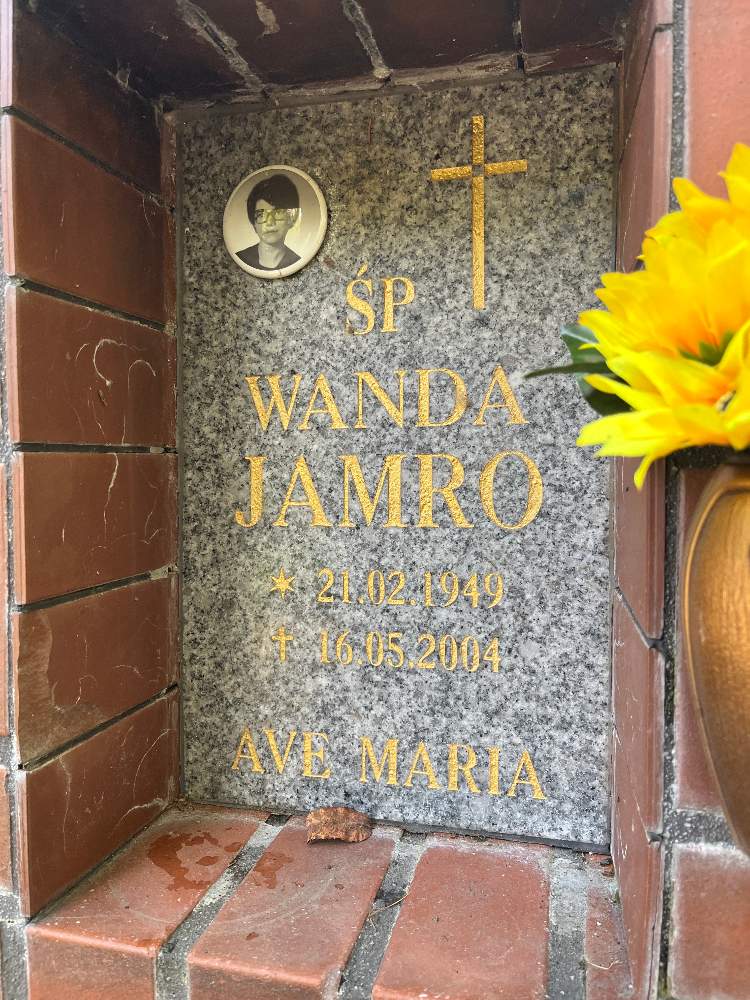 ŚP
WANDA
JAMRO
* 21.02.1949
† 16.05.2004
AVE MARIA